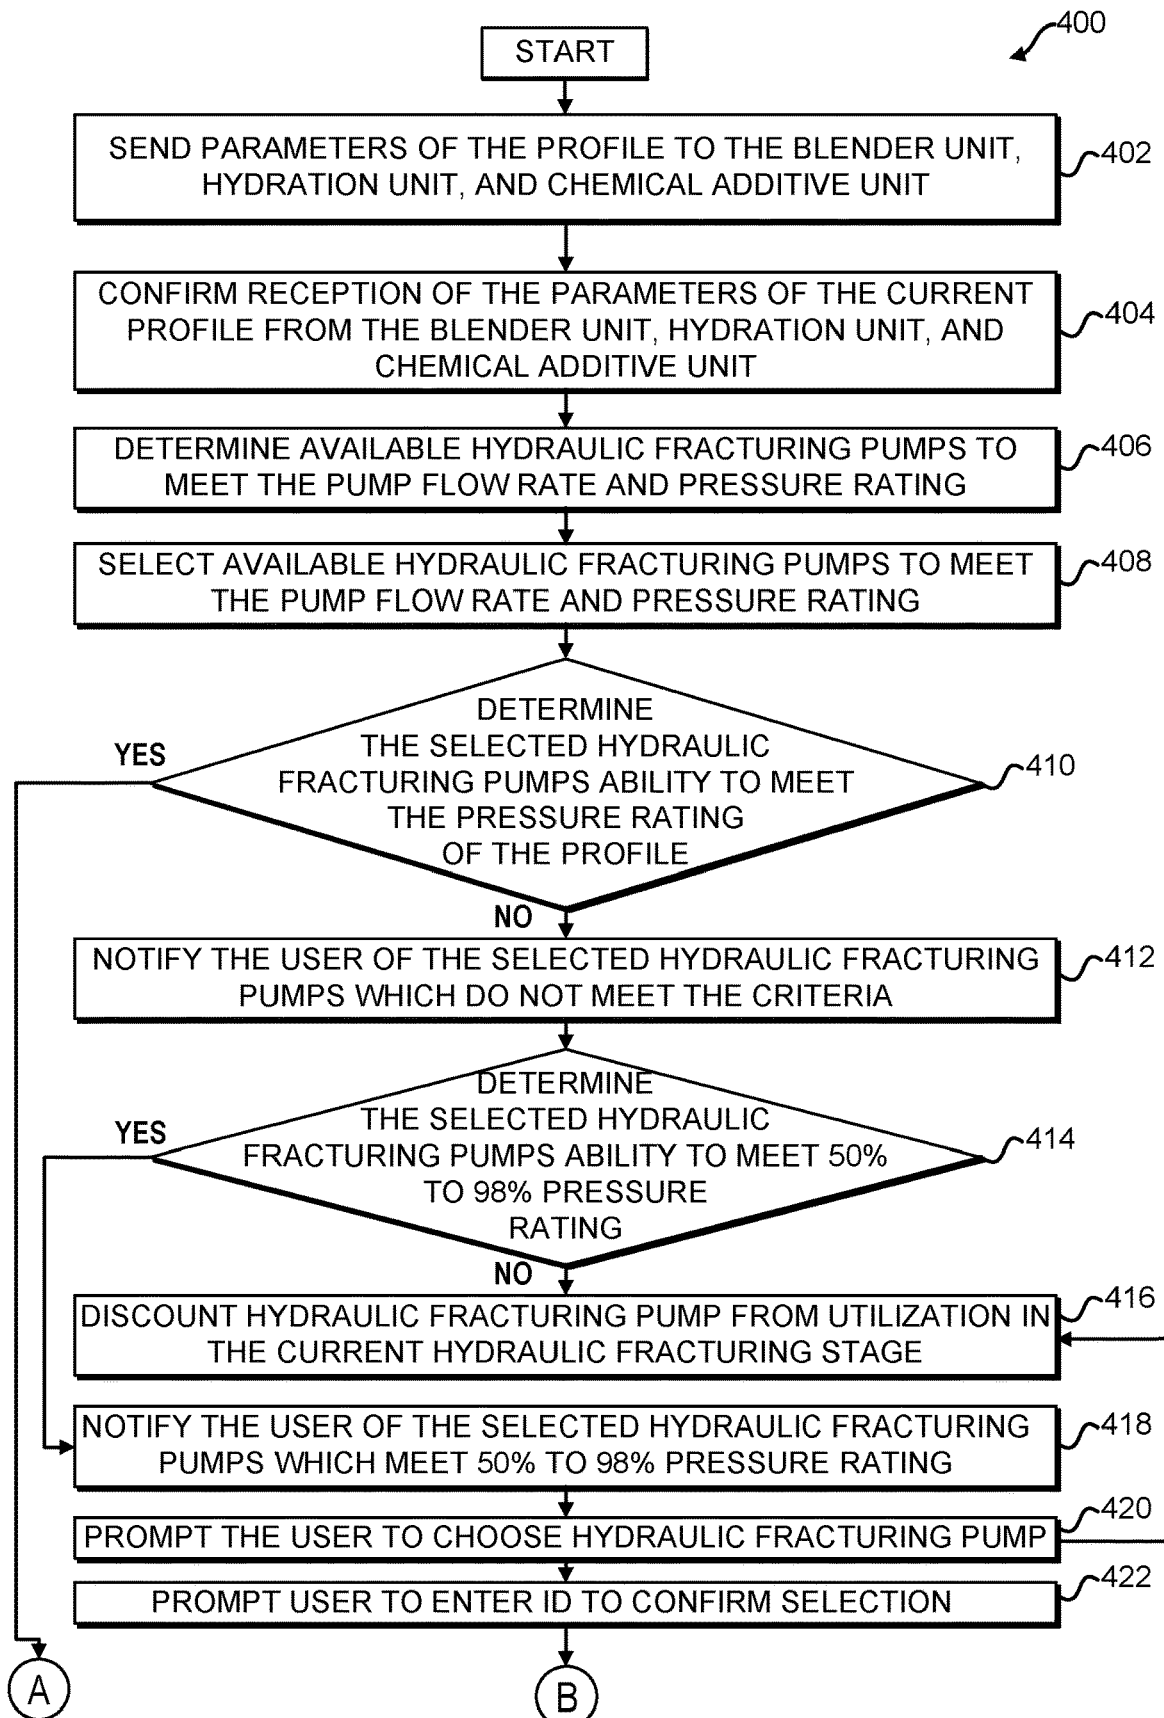 400
START
SEND PARAMETERS OF THE PROFILE TO THE BLENDER UNIT,
HYDRATION UNIT, AND CHEMICAL ADDITIVE UNIT
402
CONFIRM RECEPTION OF THE PARAMETERS OF THE CURRENT
PROFILE FROM THE BLENDER UNIT, HYDRATION UNIT, AND
CHEMICAL ADDITIVE UNIT
404
DETERMINE AVAILABLE HYDRAULIC FRACTURING PUMPS TO
MEET THE PUMP FLOW RATE AND PRESSURE RATING
406
SELECT AVAILABLE HYDRAULIC FRACTURING PUMPS TO MEET
THE PUMP FLOW RATE AND PRESSURE RATING
408
DETERMINE
THE SELECTED HYDRAULIC
FRACTURING PUMPS ABILITY TO MEET
THE PRESSURE RATING
OF THE PROFILE
410
YES
NO
NOTIFY THE USER OF THE SELECTED HYDRAULIC FRACTURING
PUMPS WHICH DO NOT MEET THE CRITERIA
412
DETERMINE
THE SELECTED HYDRAULIC
FRACTURING PUMPS ABILITY TO MEET 50%
TO 98% PRESSURE
RATING
414
YES
NO
DISCOUNT HYDRAULIC FRACTURING PUMP FROM UTILIZATION IN
THE CURRENT HYDRAULIC FRACTURING STAGE
416
NOTIFY THE USER OF THE SELECTED HYDRAULIC FRACTURING
PUMPS WHICH MEET 50% TO 98% PRESSURE RATING
418
PROMPT THE USER TO CHOOSE HYDRAULIC FRACTURING PUMP
420
PROMPT USER TO ENTER ID TO CONFIRM SELECTION
422
A
B